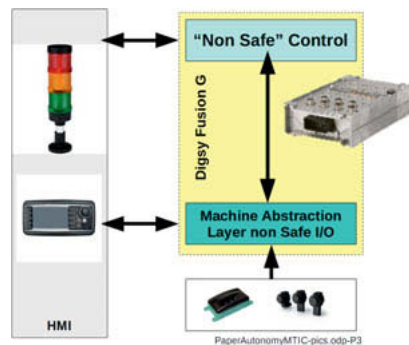 “Non Safe” Control
Digsy Fusion G
Machine Abstraction
Layer non Safe I/O
HMI
PaperAutonomyMTIC-pics.odp-P3